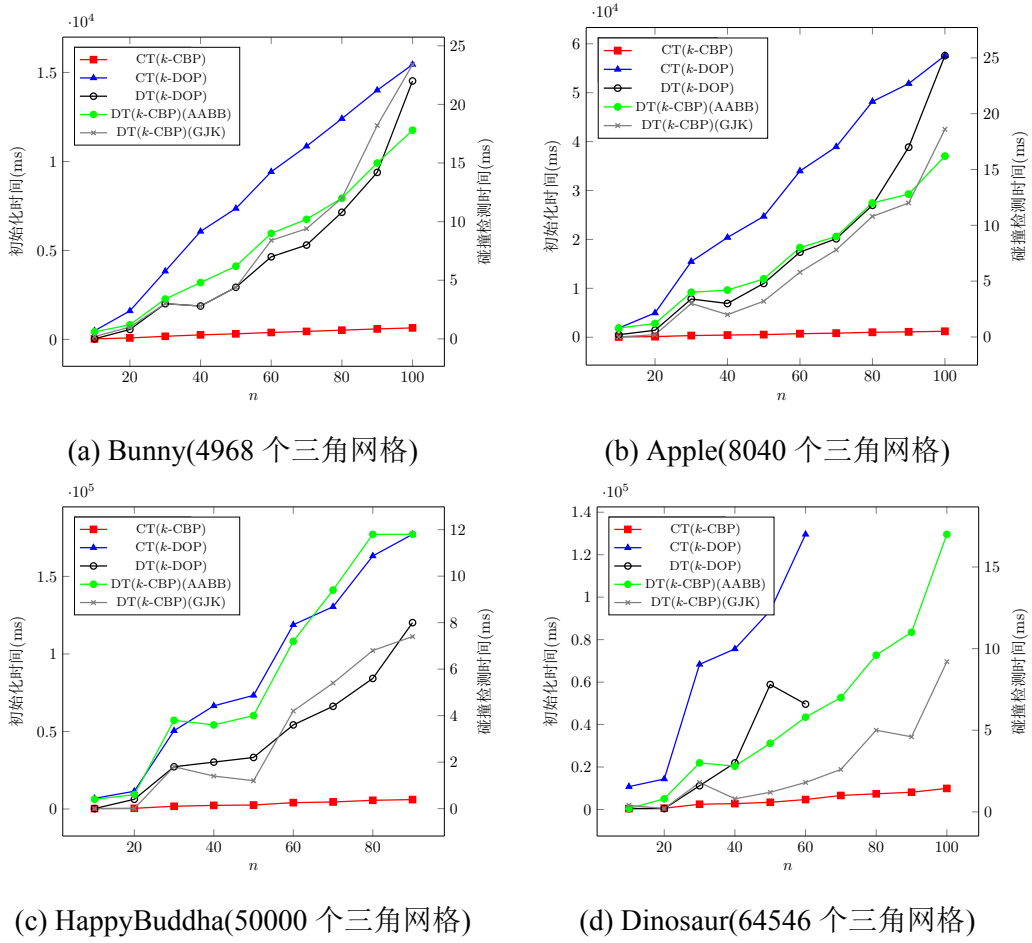 ·10^4
初始化时间(ms)
碰撞检测时间(ms)
1.5
1
0.5
0
25
20
15
10
5
0
CT(k-CBP)
CT(k-DOP)
DT(k-DOP)
DT(k-CBP)(AABB)
DT(k-CBP)(GJK)
20 40 60 80 100
n
(a) Bunny(4968 个三角网格)
·10^4
初始化时间(ms)
碰撞检测时间(ms)
6
5
4
3
2
1
0
25
20
15
10
5
0
CT(k-CBP)
CT(k-DOP)
DT(k-DOP)
DT(k-CBP)(AABB)
DT(k-CBP)(GJK)
20 40 60 80 100
n
(b) Apple(8040 个三角网格)
·10^5
初始化时间(ms)
碰撞检测时间(ms)
1.5
1
0.5
0
12
10
8
6
4
2
0
CT(k-CBP)
CT(k-DOP)
DT(k-DOP)
DT(k-CBP)(AABB)
DT(k-CBP)(GJK)
20 40 60 80
n
(c) HappyBuddha(50000 个三角网格)
·10^5
初始化时间(ms)
碰撞检测时间(ms)
1.4
1.2
1
0.8
0.6
0.4
0.2
0
15
10
5
0
CT(k-CBP)
CT(k-DOP)
DT(k-DOP)
DT(k-CBP)(AABB)
DT(k-CBP)(GJK)
20 40 60 80 100
n
(d) Dinosaur(64546 个三角网格)